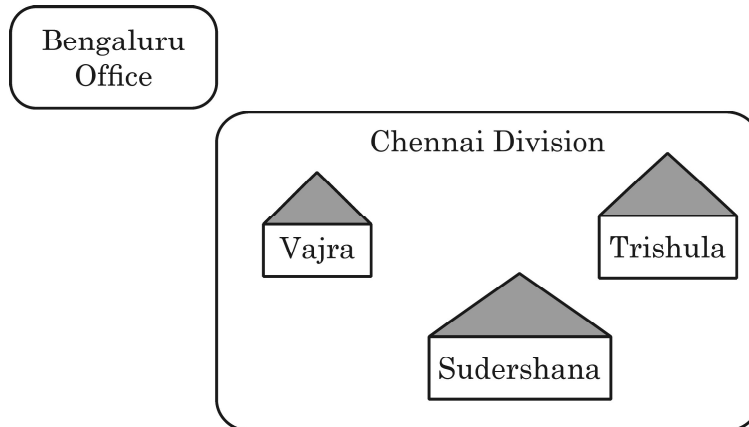 Bengaluru
Office
Chennai Division
Vajra
Trishula
Sudershana